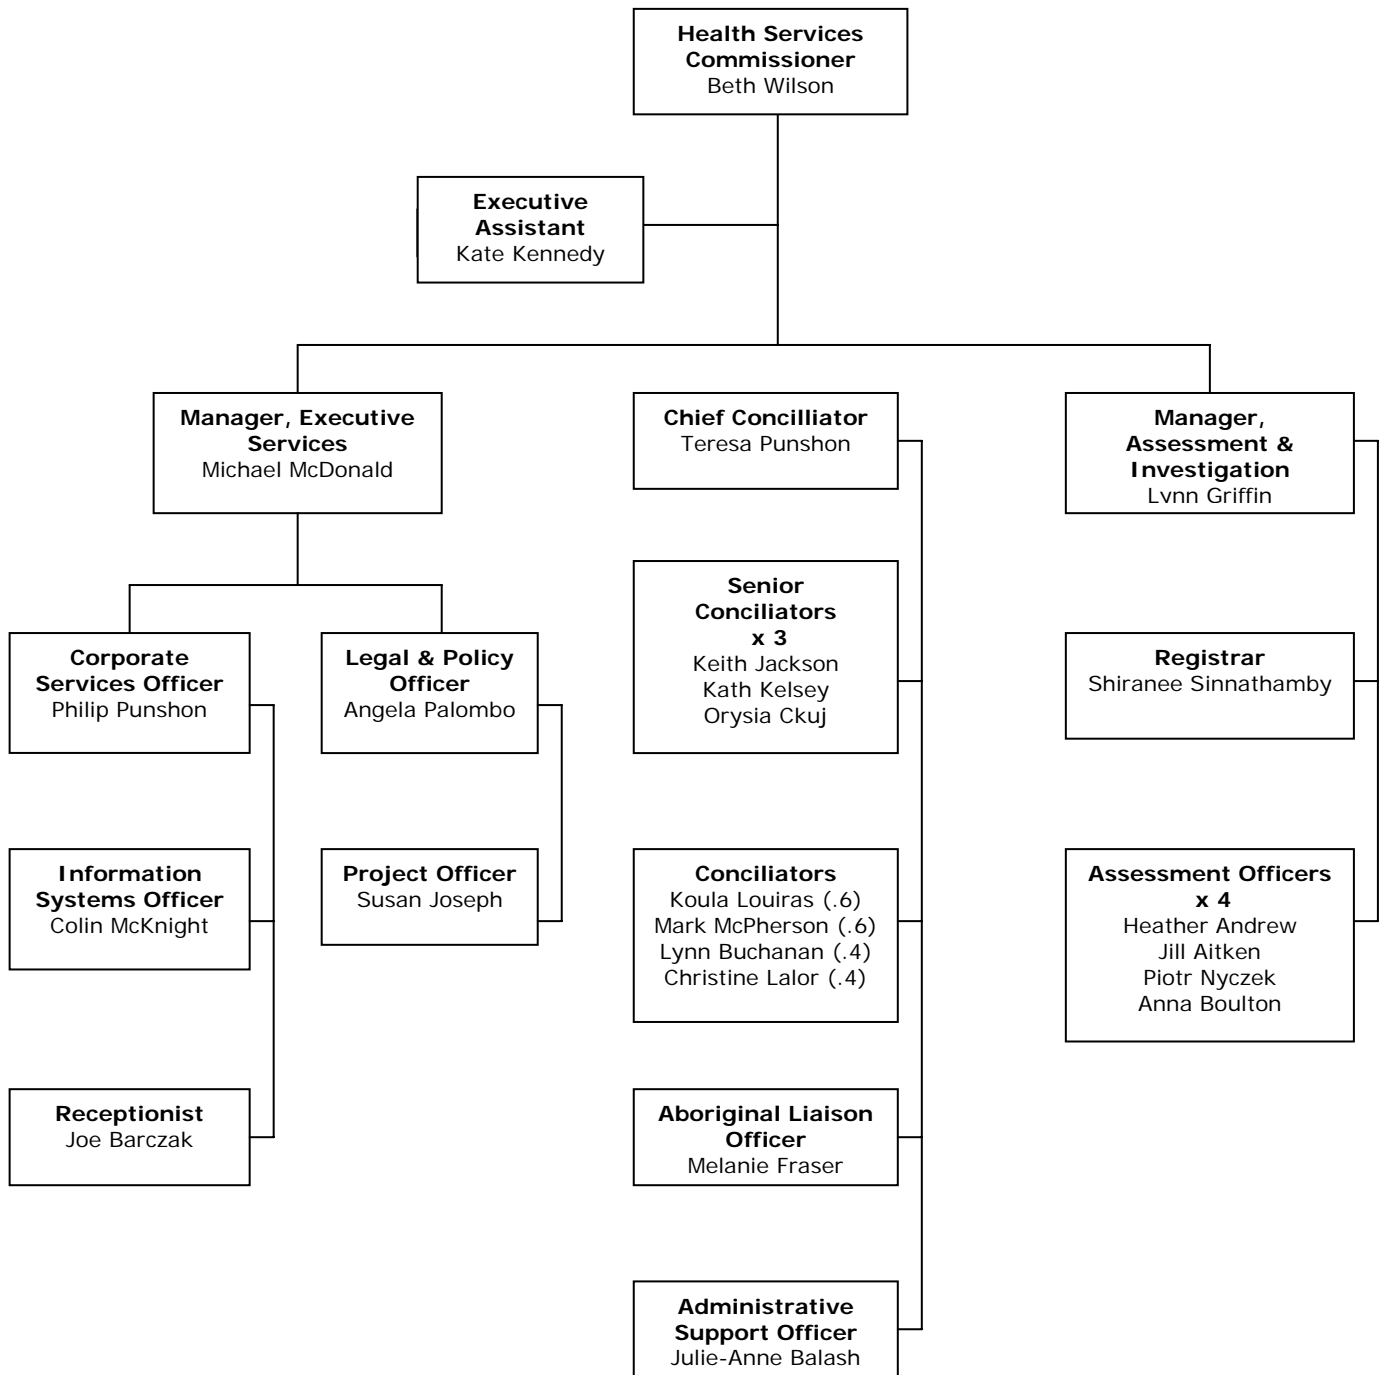 Health Services
Commissioner
Beth Wilson
Executive
Assistant
Kate Kennedy
Manager, Executive
Services
Michael McDonald
Chief Concilliator
Teresa Punshon
Manager,
Assessment &
Investigation
Lynn Griffin
Senior
Conciliators
x 3
Keith Jackson
Kath Kelsey
Orysia Ckuj
Corporate
Services Officer
Philip Punshon
Legal & Policy
Officer
Angela Palombo
Registrar
Shiranee Sinnathamby
Information
Systems Officer
Colin McKnight
Project Officer
Susan Joseph
Conciliators
Koula Louiras (.6)
Mark McPherson (.6)
Lynn Buchanan (.4)
Christine Lalor (.4)
Assessment Officers
x 4
Heather Andrew
Jill Aitken
Piotr Nyczek
Anna Boulton
Receptionist
Joe Barczak
Aboriginal Liaison
Officer
Melanie Fraser
Administrative
Support Officer
Julie-Anne Balash